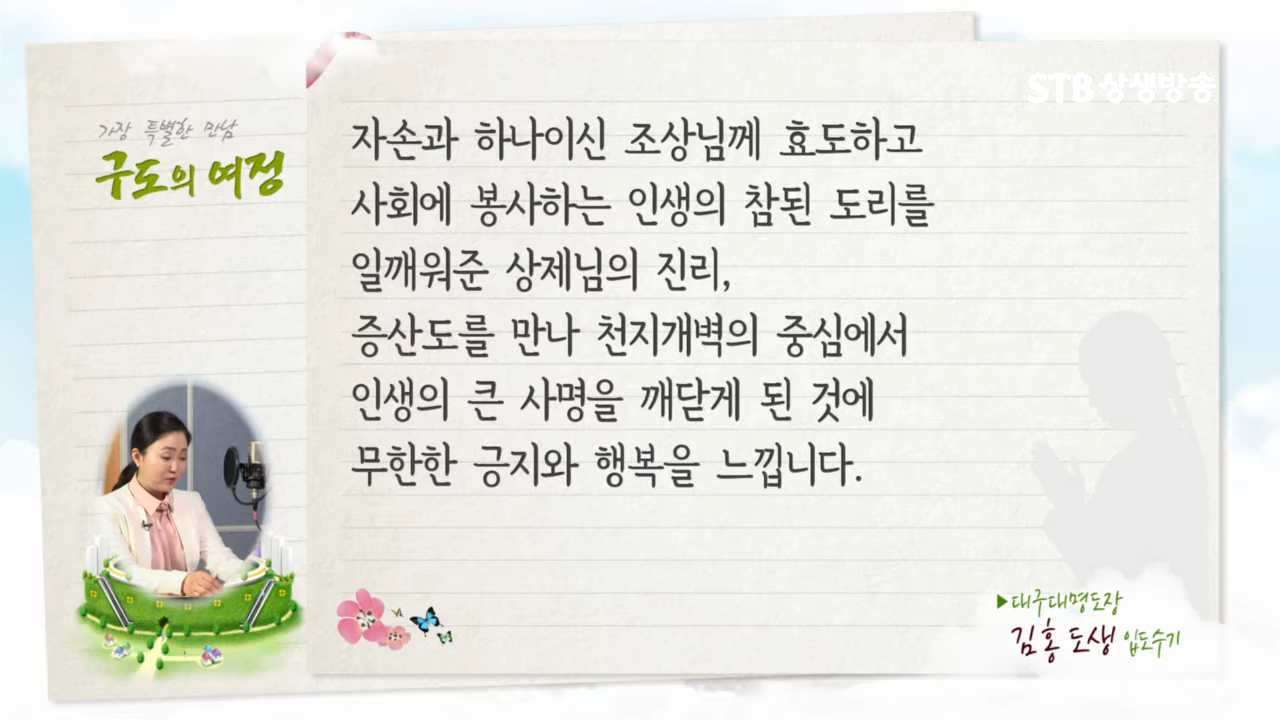 STB 상생방송
가장 특별한 만남
구도의 여정
자손과 하나이신 조상님께 효도하고
사회에 봉사하는 인생의 참된 도리를
일깨워준 상제님의 진리,
증산도를 만나 천지개벽의 중심에서
인생의 큰 사명을 깨닫게 된 것에
무한한 긍지와 행복을 느낍니다.
▶대구대명도장
김홍 도생 입도수기